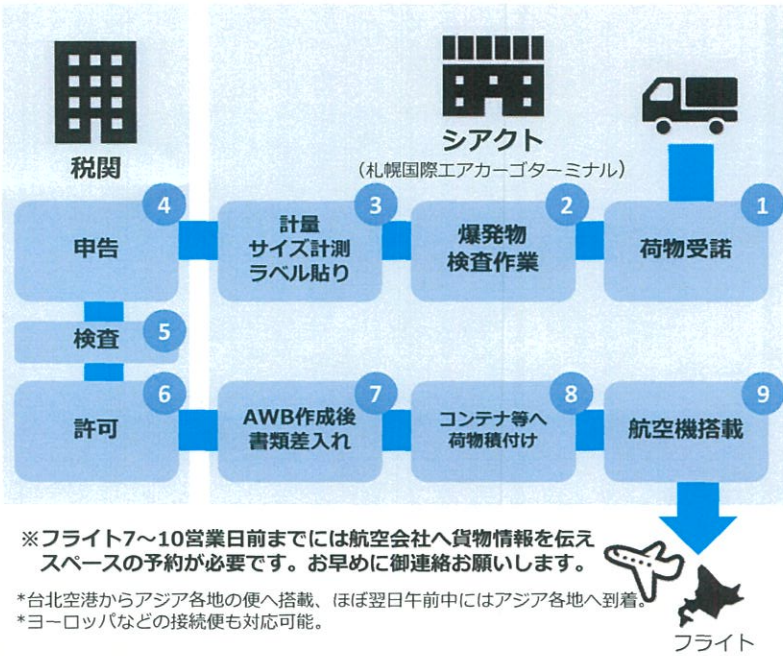 税関
シアクト
(札幌国際エアカーゴターミナル)
1
荷物受諾
2
爆発物
検査作業
3
計量
サイズ計測
ラベル貼り
4
申告
5
検査
6
許可
7
AWB作成後
書類差入れ
8
コンテナ等へ
荷物積付け
9
航空機搭載
※フライト7～10営業日前までには航空会社へ貨物情報を伝え
スペースの予約が必要です。お早めに御連絡お願いします。
*台北空港からアジア各地の便へ搭載、ほぼ翌日午前中にはアジア各地へ到着。
*ヨーロッパなどの接続便も対応可能。
フライト